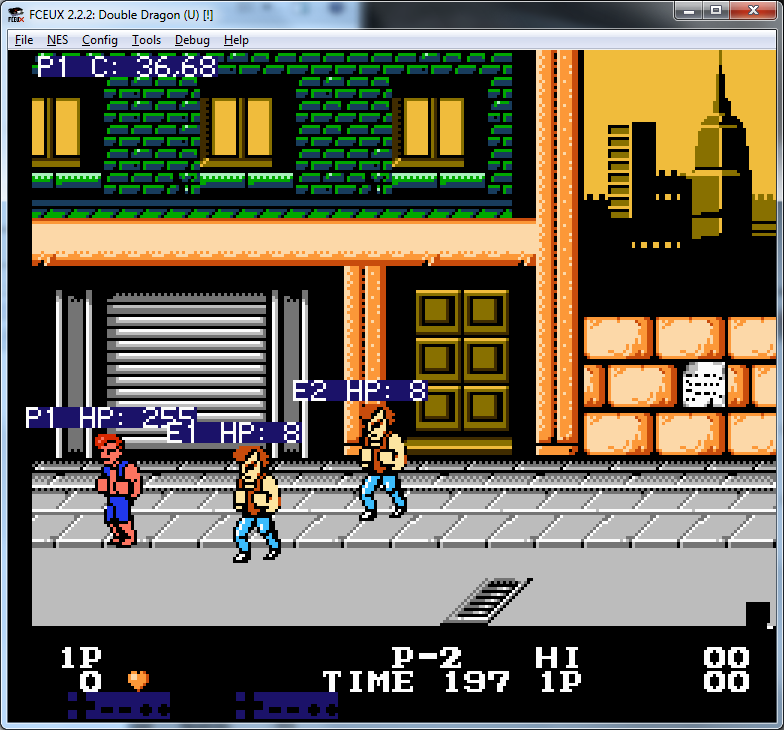 FCEUX 2.2.2: Double Dragon (U) [!]
File NES Config Tools Debug Help
P1 C: 36,68
E2 HP: 8
P1 HP: 255
E1 HP: 8
1P P-2 HI 00
0 TIME 197 1P 00